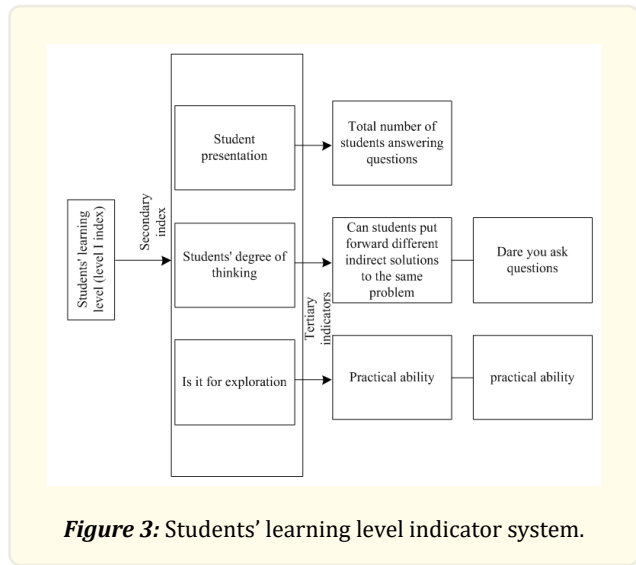 Students' learning
level (level I index)
Secondary
index
Student
presentation
Students' degree of
thinking
Is it for exploration
Tertiary
indicators
Total number of
students answering
questions
Can students put
forward different
indirect solutions
to the same
problem
Dare you ask
questions
Practical ability
practical ability
Figure 3: Students’ learning level indicator system.